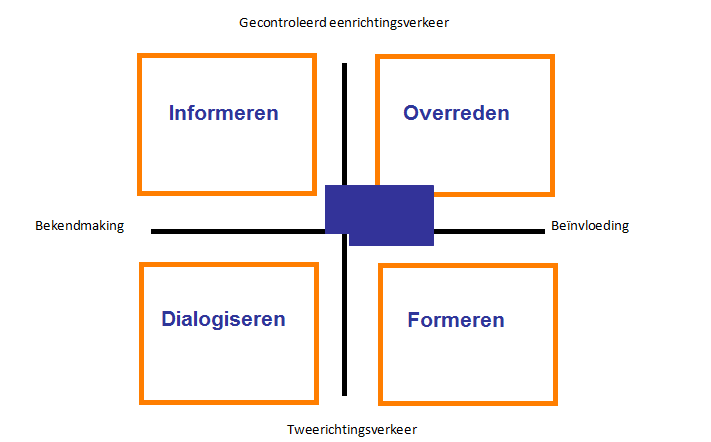 Gecontroleerd eenrichtingsverkeer
Informeren
Overreden
Bekendmaking
Beïnvloeding
Dialogiseren
Formeren
Tweerichtingsverkeer